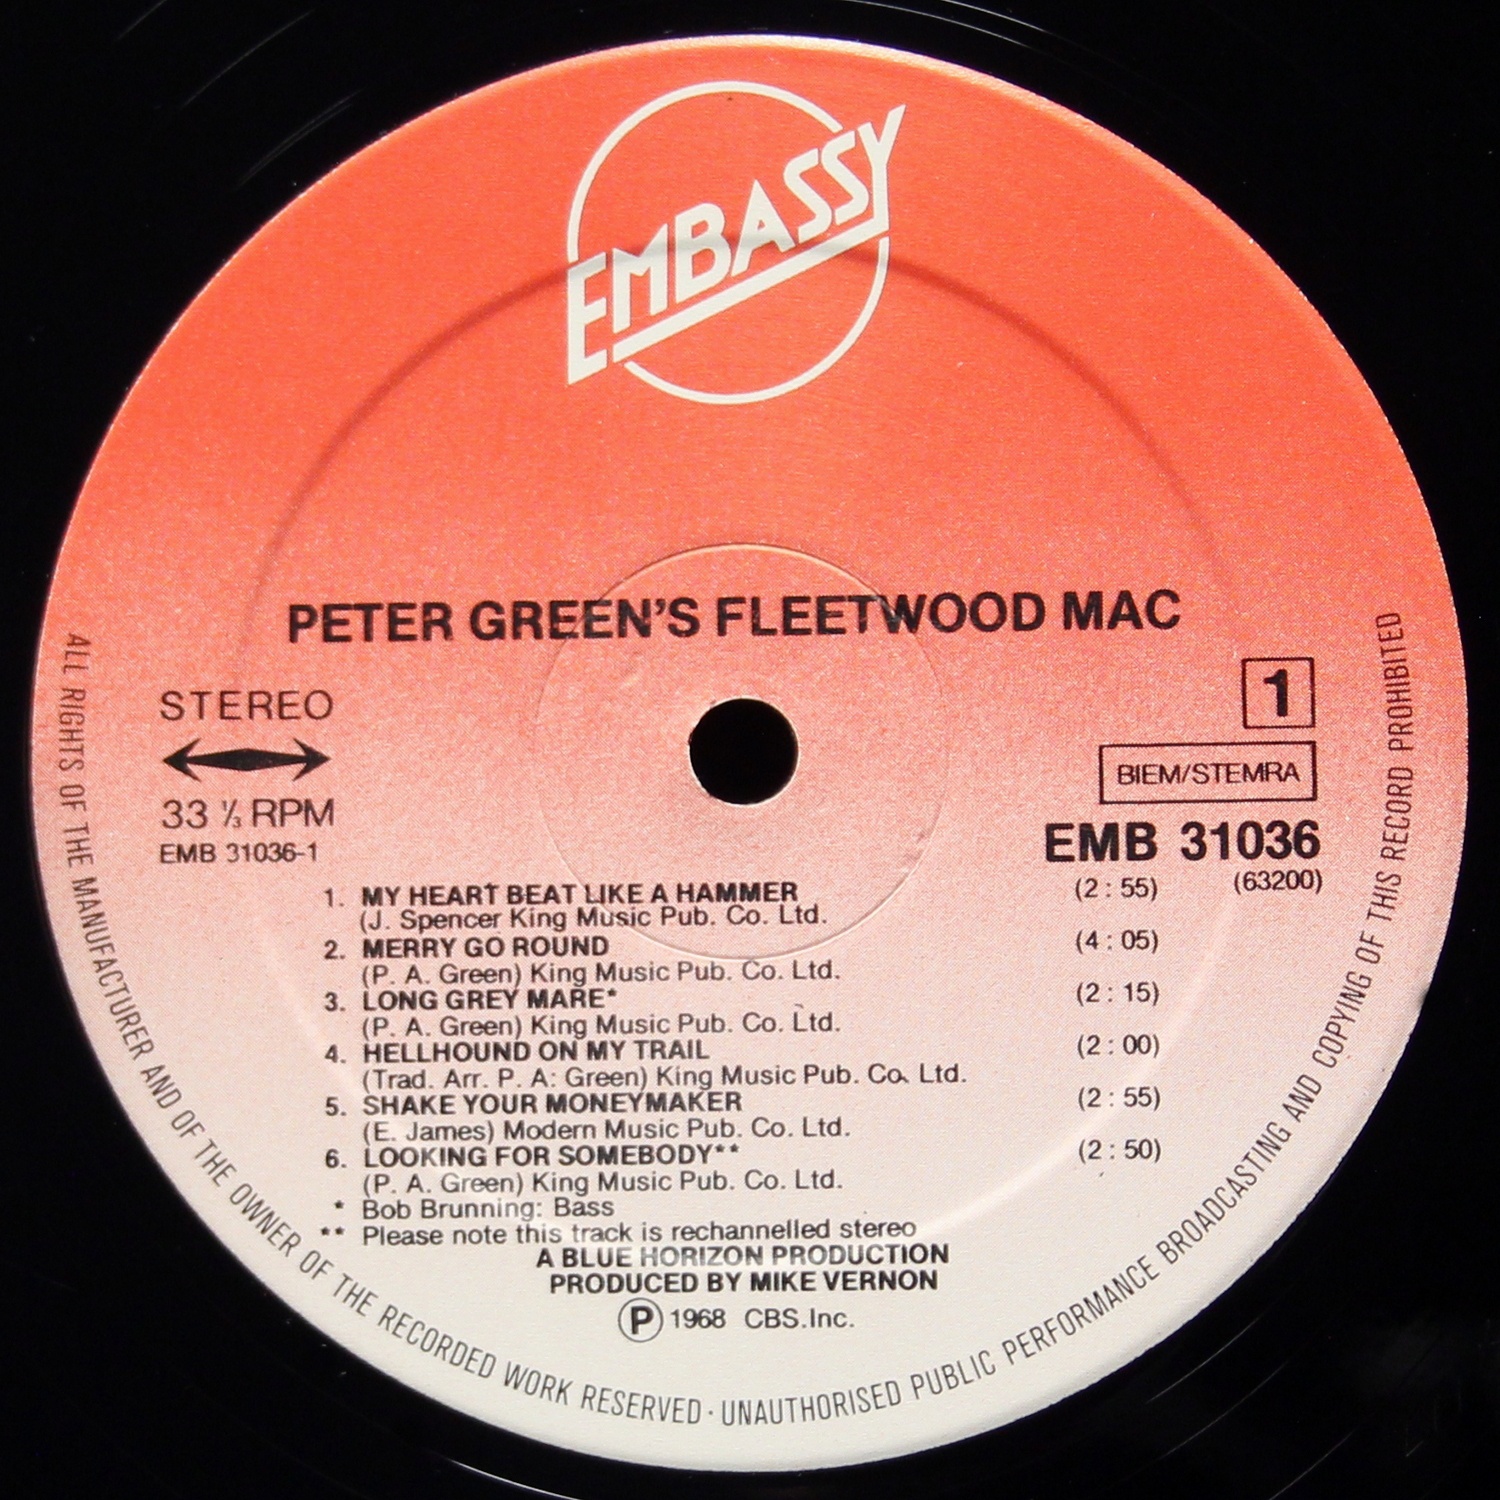 EMBASSY
PETER GREEN'S FLEETWOOD MAC
STEREO
1
BIEM/STEMRA
33 ⅓ RPM
EMB 31036
EMB 31036-1
(63200)
1. MY HEART BEAT LIKE A HAMMER (2 : 55)
(J. Spencer King Music Pub. Co. Ltd.
2. MERRY GO ROUND (4 : 05)
(P. A. Green) King Music Pub. Co. Ltd.
3. LONG GREY MARE* (2 : 15)
(P. A. Green) King Music Pub. Co. Ltd.
4. HELLHOUND ON MY TRAIL (2 : 00)
(Trad. Arr. P. A: Green) King Music Pub. Co. Ltd.
5. SHAKE YOUR MONEYMAKER (2 : 55)
(E. James) Modern Music Pub. Co. Ltd.
6. LOOKING FOR SOMEBODY** (2 : 50)
(P. A. Green) King Music Pub. Co. Ltd.
* Bob Brunning: Bass
** Please note this track is rechannelled stereo
A BLUE HORIZON PRODUCTION
PRODUCED BY MIKE VERNON
Ⓟ 1968 CBS.Inc.
ALL RIGHTS OF THE MANUFACTURER AND OF THE OWNER OF THE RECORDED WORK RESERVED · UNAUTHORISED PUBLIC PERFORMANCE BROADCASTING AND COPYING OF THIS RECORD PROHIBITED